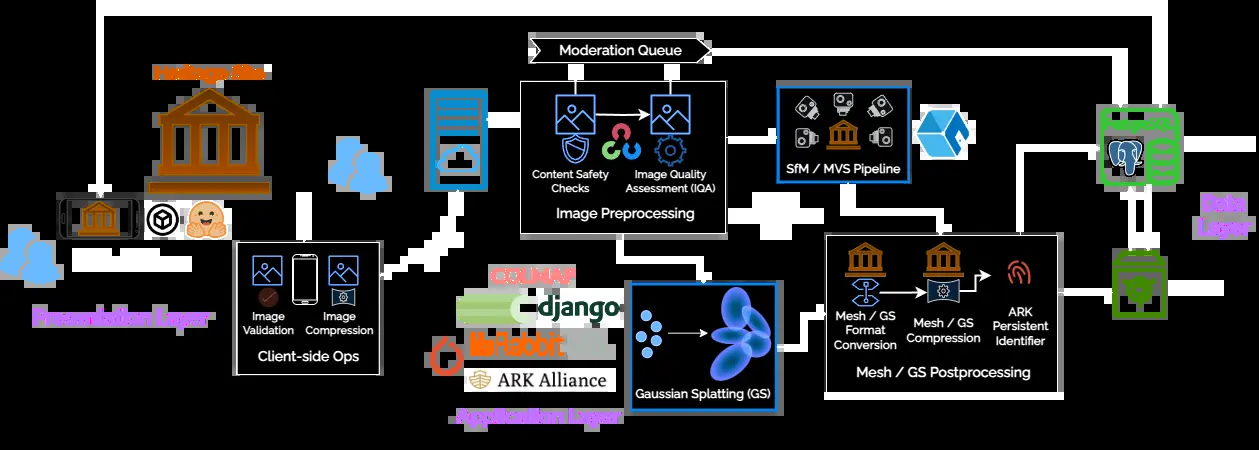 Moderation Queue
Heritage Site
Content Safety
Checks
Image Quality
Assessment (IQA)
Image Preprocessing
SfM / MVS Pipeline
Data
Layer
Image
Validation
Image
Compression
Client-side Ops
Presentation Layer
COLMAP
django
Rabbit
ARK Alliance
Application Layer
Gaussian Splatting (GS)
Mesh / GS
Format
Conversion
Mesh / GS
Compression
ARK
Persistent
Identifier
Mesh / GS Postprocessing